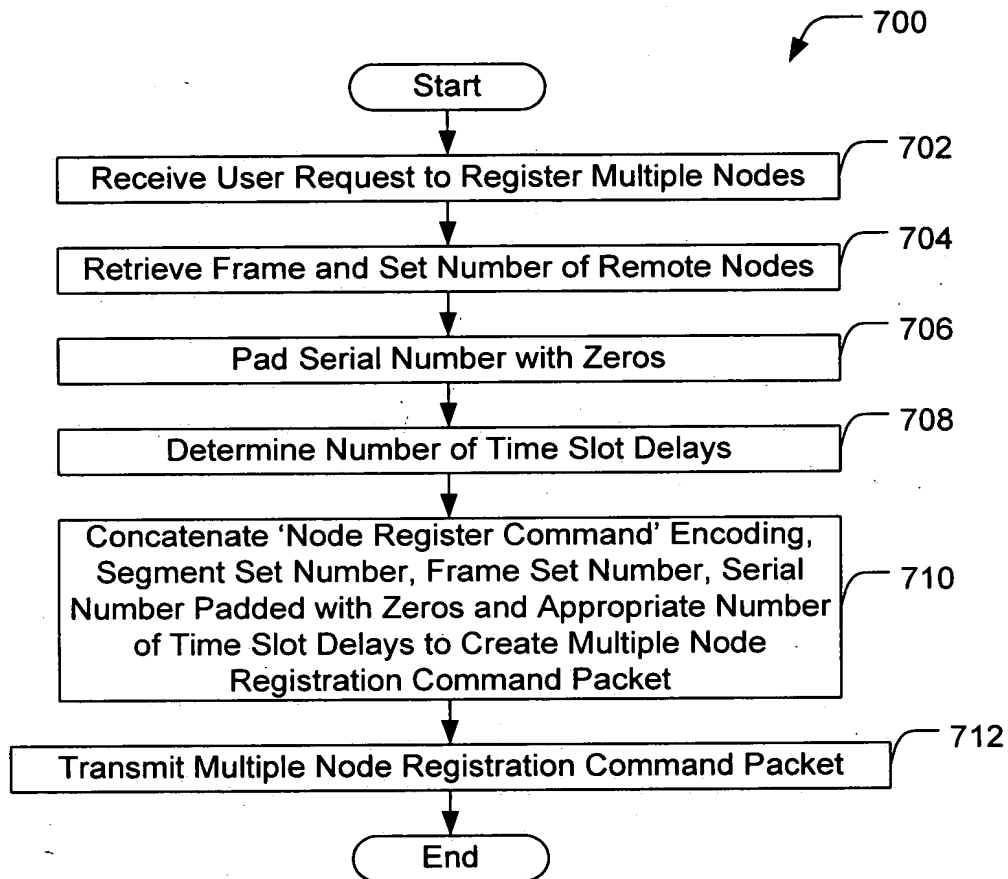 700
Start
Receive User Request to Register Multiple Nodes
702
Retrieve Frame and Set Number of Remote Nodes
704
Pad Serial Number with Zeros
706
Determine Number of Time Slot Delays
708
Concatenate ‘Node Register Command’ Encoding,
Segment Set Number, Frame Set Number, Serial
Number Padded with Zeros and Appropriate Number
of Time Slot Delays to Create Multiple Node
Registration Command Packet
710
Transmit Multiple Node Registration Command Packet
712
End